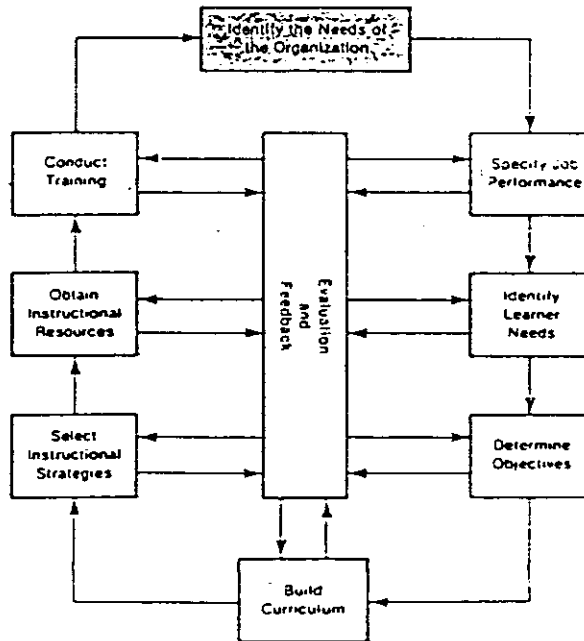 Identify the Needs of
the Organization
Conduct
Training
Specify Job
Performance
Evaluation
and
Feedback
Obtain
Instructional
Resources
Identify
Learner
Needs
Select
Instructional
Strategies
Determine
Objectives
Build
Curriculum